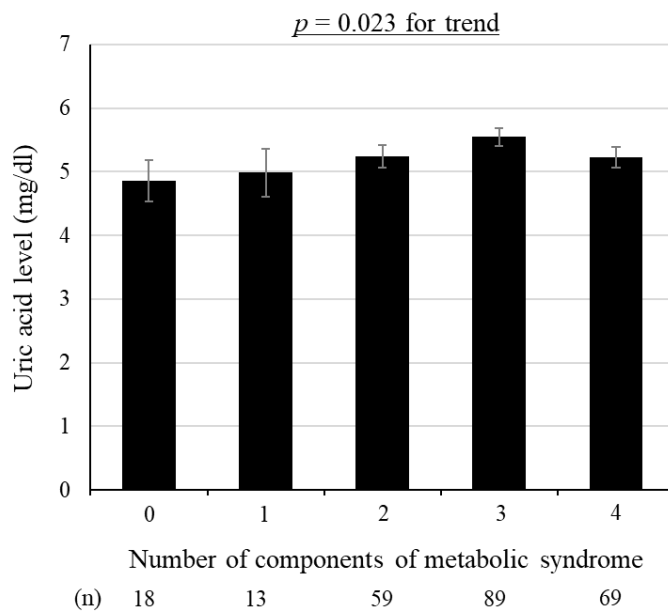 p = 0.023 for trend
7
6
5
4
3
2
1
0
Uric acid level (mg/dl)
0 1 2 3 4
Number of components of metabolic syndrome
(n) 18 13 59 89 69